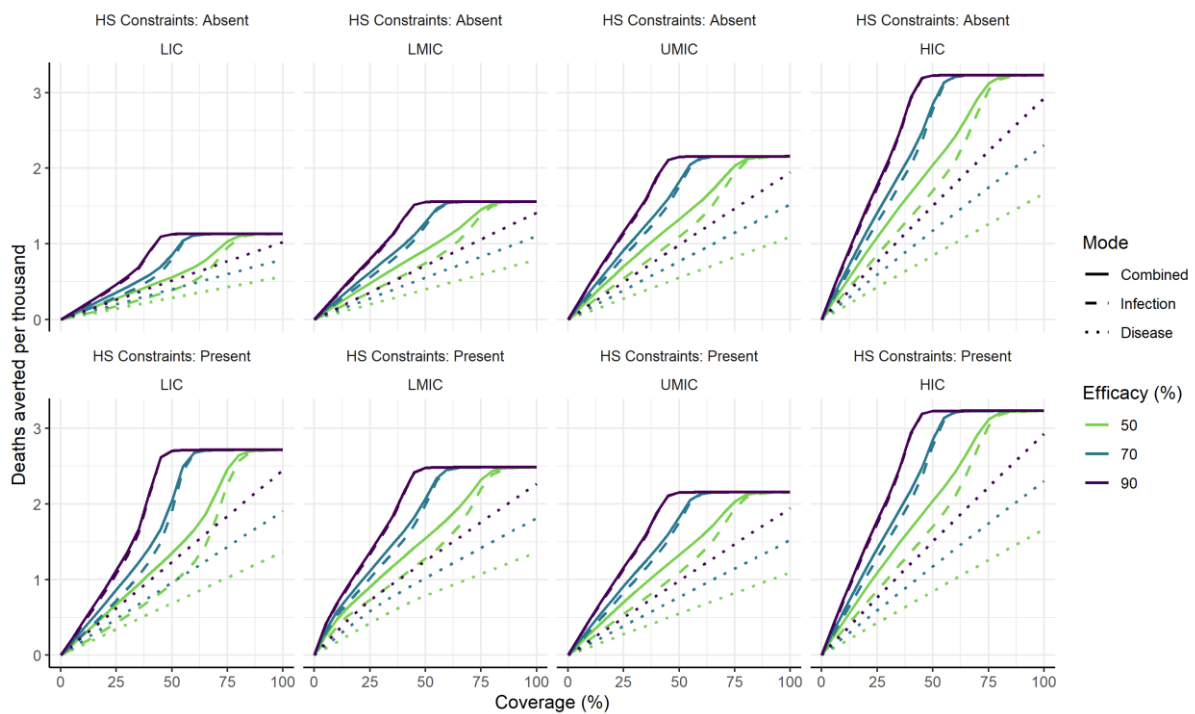 HS Constraints: Absent
HS Constraints: Absent
HS Constraints: Absent
HS Constraints: Absent
LIC
LMIC
UMIC
HIC
3
2
1
0
HS Constraints: Present
HS Constraints: Present
HS Constraints: Present
HS Constraints: Present
LIC
LMIC
UMIC
HIC
3
2
1
0
0 25 50 75 100
0 25 50 75 100
0 25 50 75 100
0 25 50 75 100
Coverage (%)
Deaths averted per thousand
Mode
Combined
Infection
Disease
Efficacy (%)
50
70
90